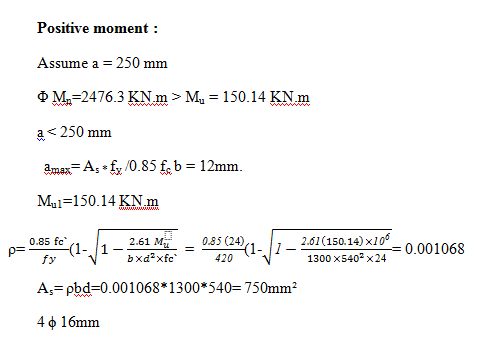 Positive moment :
Assume a = 250 mm
Φ Mn=2476.3 KN.m > Mu = 150.14 KN.m
a < 250 mm
amax= As * fy /0.85 fc b = 12mm.
Mu1=150.14 KN.m
ρ= 0.85 fc` / fy (1-√(1 − 2.61 Mu / b×d²×fc`) = 0.85 (24) / 420 (1-√(1 − 2.61(150.14)×10⁶ / 1300 ×540² ×24) = 0.001068
As= ρbd=0.001068*1300*540= 750mm²
4 ϕ 16mm